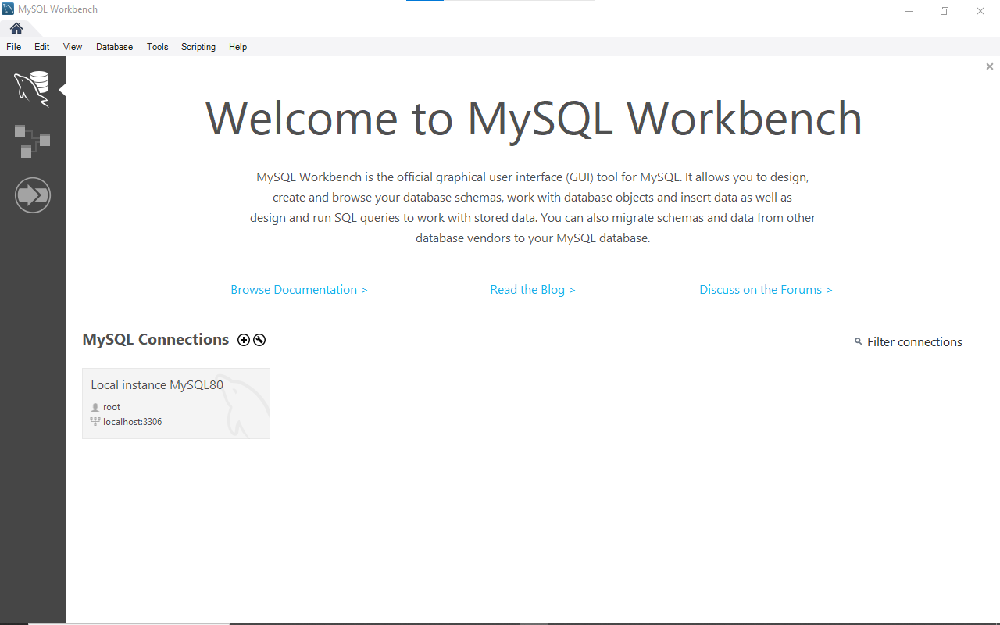 MySQL Workbench
File Edit View Database Tools Scripting Help
Welcome to MySQL Workbench
MySQL Workbench is the official graphical user interface (GUI) tool for MySQL. It allows you to design,
create and browse your database schemas, work with database objects and insert data as well as
design and run SQL queries to work with stored data. You can also migrate schemas and data from other
database vendors to your MySQL database.
Browse Documentation > Read the Blog > Discuss on the Forums >
MySQL Connections Filter connections
Local instance MySQL80
root
localhost:3306